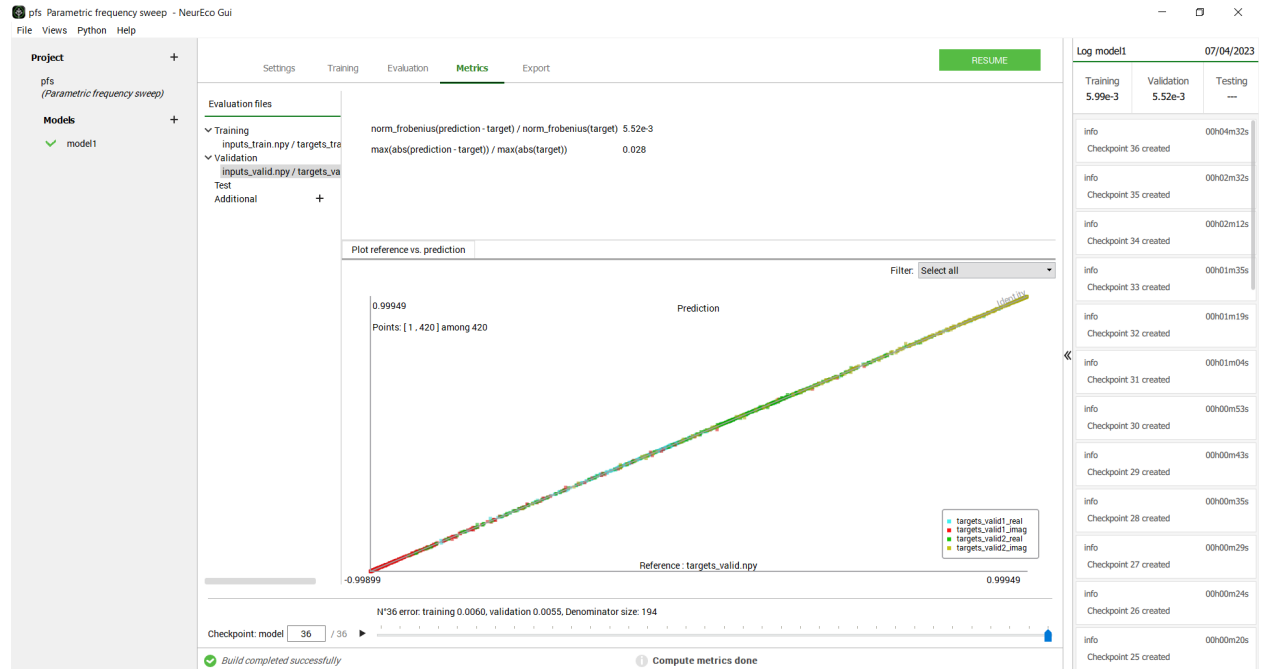 pfs Parametric frequency sweep - NeurEco Gui
File Views Python Help
Project +
pfs
(Parametric frequency sweep)
Models +
model1
Settings Training Evaluation Metrics Export
RESUME
Evaluation files
Training
inputs_train.npy / targets_tra
Validation
inputs_valid.npy / targets_va
Test
Additional +
norm_frobenius(prediction - target) / norm_frobenius(target) 5.52e-3
max(abs(prediction - target)) / max(abs(target)) 0.028
Plot reference vs. prediction
Filter: Select all
0.99949
Prediction
Identity
Points: [ 1 , 420 ] among 420
targets_valid1_real
targets_valid1_imag
targets_valid2_real
targets_valid2_imag
Reference : targets_valid.npy
-0.99899
0.99949
N°36 error: training 0.0060, validation 0.0055, Denominator size: 194
Checkpoint: model 36 / 36
Build completed successfully
Compute metrics done
Log model1 07/04/2023
Training Validation Testing
5.99e-3 5.52e-3 ---
info 00h04m32s
Checkpoint 36 created
info 00h02m32s
Checkpoint 35 created
info 00h02m12s
Checkpoint 34 created
info 00h01m35s
Checkpoint 33 created
info 00h01m19s
Checkpoint 32 created
info 00h01m04s
Checkpoint 31 created
info 00h00m53s
Checkpoint 30 created
info 00h00m43s
Checkpoint 29 created
info 00h00m35s
Checkpoint 28 created
info 00h00m29s
Checkpoint 27 created
info 00h00m24s
Checkpoint 26 created
info 00h00m20s
Checkpoint 25 created